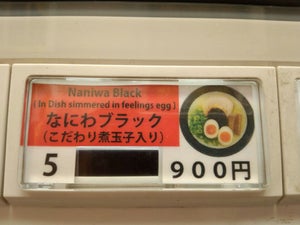 Naniwa Black
( In Dish simmered in feelings egg )
なにわブラック
(こだわり煮玉子入り)
5
900円